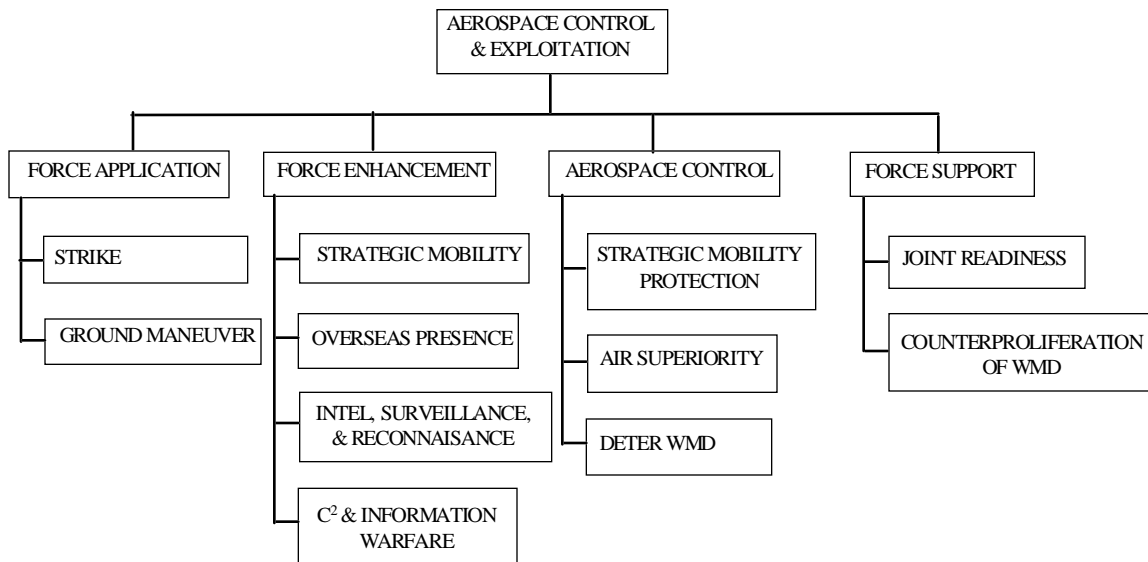 AEROSPACE CONTROL
& EXPLOITATION
FORCE APPLICATION
FORCE ENHANCEMENT
AEROSPACE CONTROL
FORCE SUPPORT
STRIKE
GROUND MANEUVER
STRATEGIC MOBILITY
OVERSEAS PRESENCE
INTEL, SURVEILLANCE,
& RECONNAISANCE
C² & INFORMATION
WARFARE
STRATEGIC MOBILITY
PROTECTION
AIR SUPERIORITY
DETER WMD
JOINT READINESS
COUNTERPROLIFERATION
OF WMD